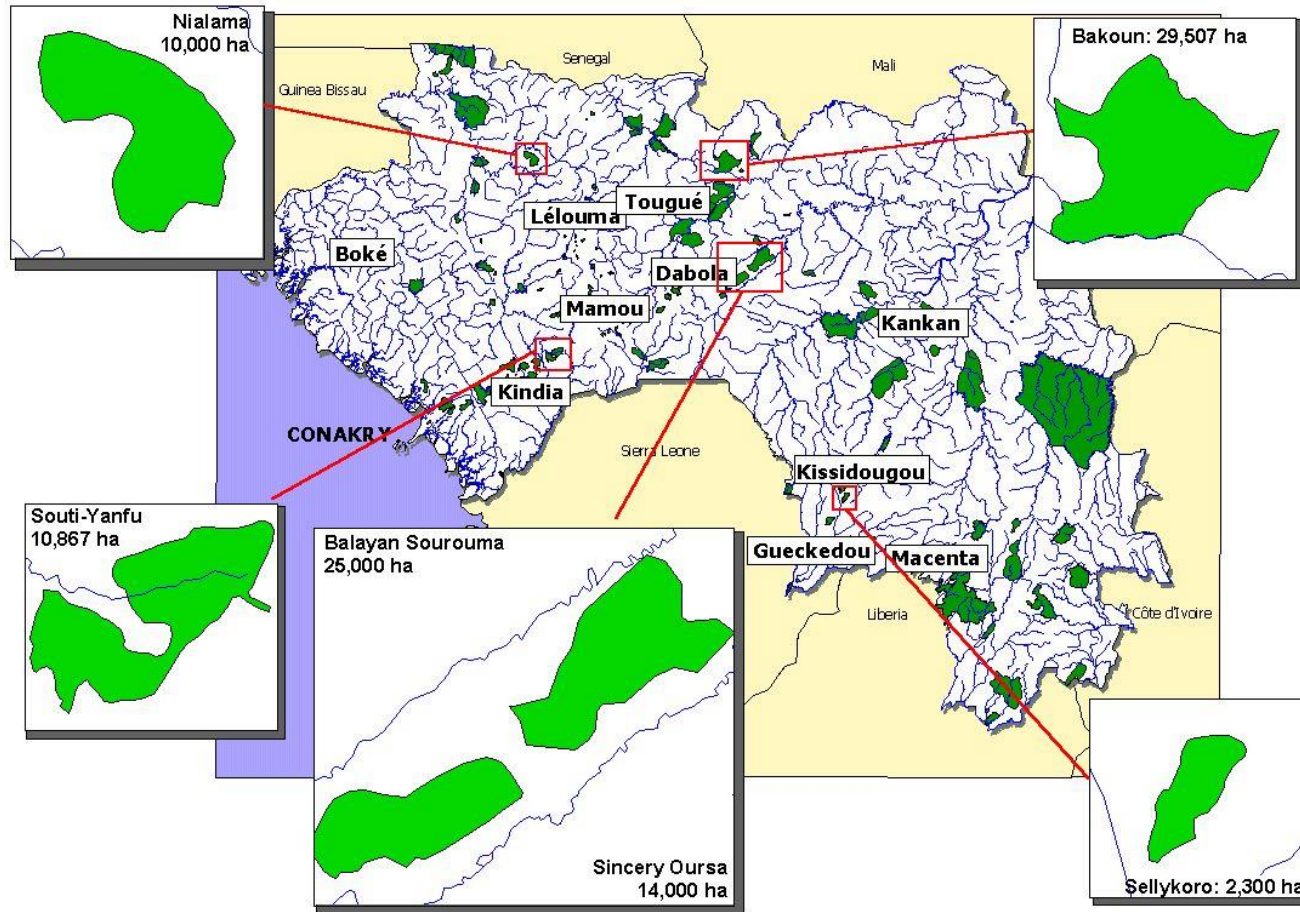 Nialama
10,000 ha
Senegal
Mali
Guinea Bissau
Bakoun: 29,507 ha
Lélouma
Tougué
Boké
Dabola
Mamou
Kankan
Kindia
CONAKRY
Sierra Leone
Kissidougou
Gueckedou
Macenta
Liberia
Côte d'Ivoire
Souti-Yanfu
10,867 ha
Balayan Sourouma
25,000 ha
Sincery Oursa
14,000 ha
Sellykoro: 2,300 ha